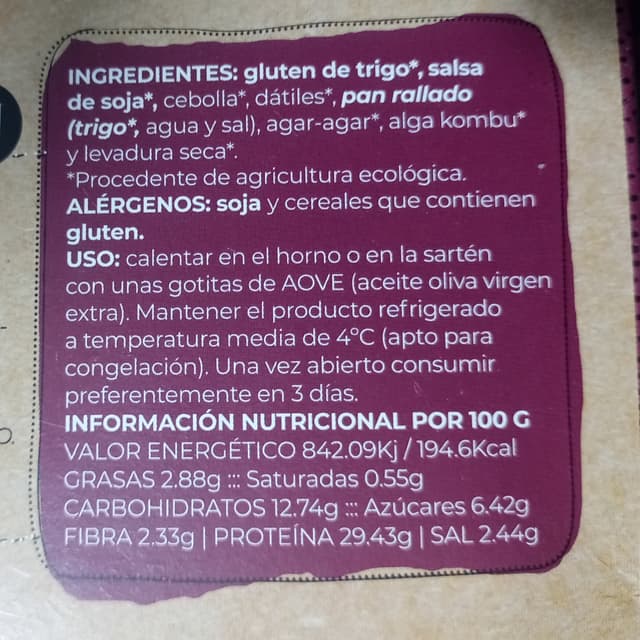 INGREDIENTES: gluten de trigo*, salsa
de soja*, cebolla*, dátiles*, pan rallado
(trigo*, agua y sal), agar-agar*, alga kombu*
y levadura seca*.
*Procedente de agricultura ecológica.
ALÉRGENOS: soja y cereales que contienen
gluten.
USO: calentar en el horno o en la sartén
con unas gotitas de AOVE (aceite oliva virgen
extra). Mantener el producto refrigerado
a temperatura media de 4ºC (apto para
congelación). Una vez abierto consumir
preferentemente en 3 días.
INFORMACIÓN NUTRICIONAL POR 100 G
VALOR ENERGÉTICO 842.09Kj / 194.6Kcal
GRASAS 2.88g ::: Saturadas 0.55g
CARBOHIDRATOS 12.74g ::: Azúcares 6.42g
FIBRA 2.33g | PROTEÍNA 29.43g | SAL 2.44g